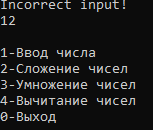 Incorrect input!
12
1-Ввод числа
2-Сложение чисел
3-Умножение чисел
4-Вычитание чисел
0-Выход